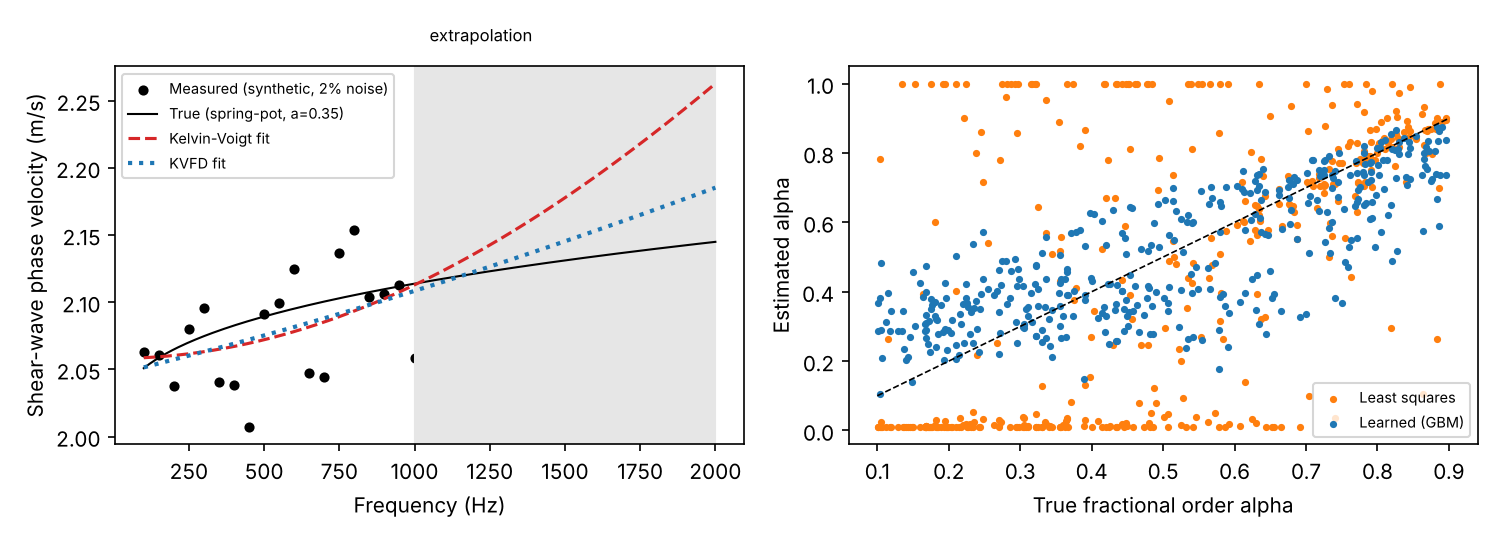 extrapolation
Measured (synthetic, 2% noise)
True (spring-pot, a=0.35)
Kelvin-Voigt fit
KVFD fit
Shear-wave phase velocity (m/s)
2.25
2.20
2.15
2.10
2.05
2.00
250 500 750 1000 1250 1500 1750 2000
Frequency (Hz)
Estimated alpha
1.0
0.8
0.6
0.4
0.2
0.0
Least squares
Learned (GBM)
0.1 0.2 0.3 0.4 0.5 0.6 0.7 0.8 0.9
True fractional order alpha